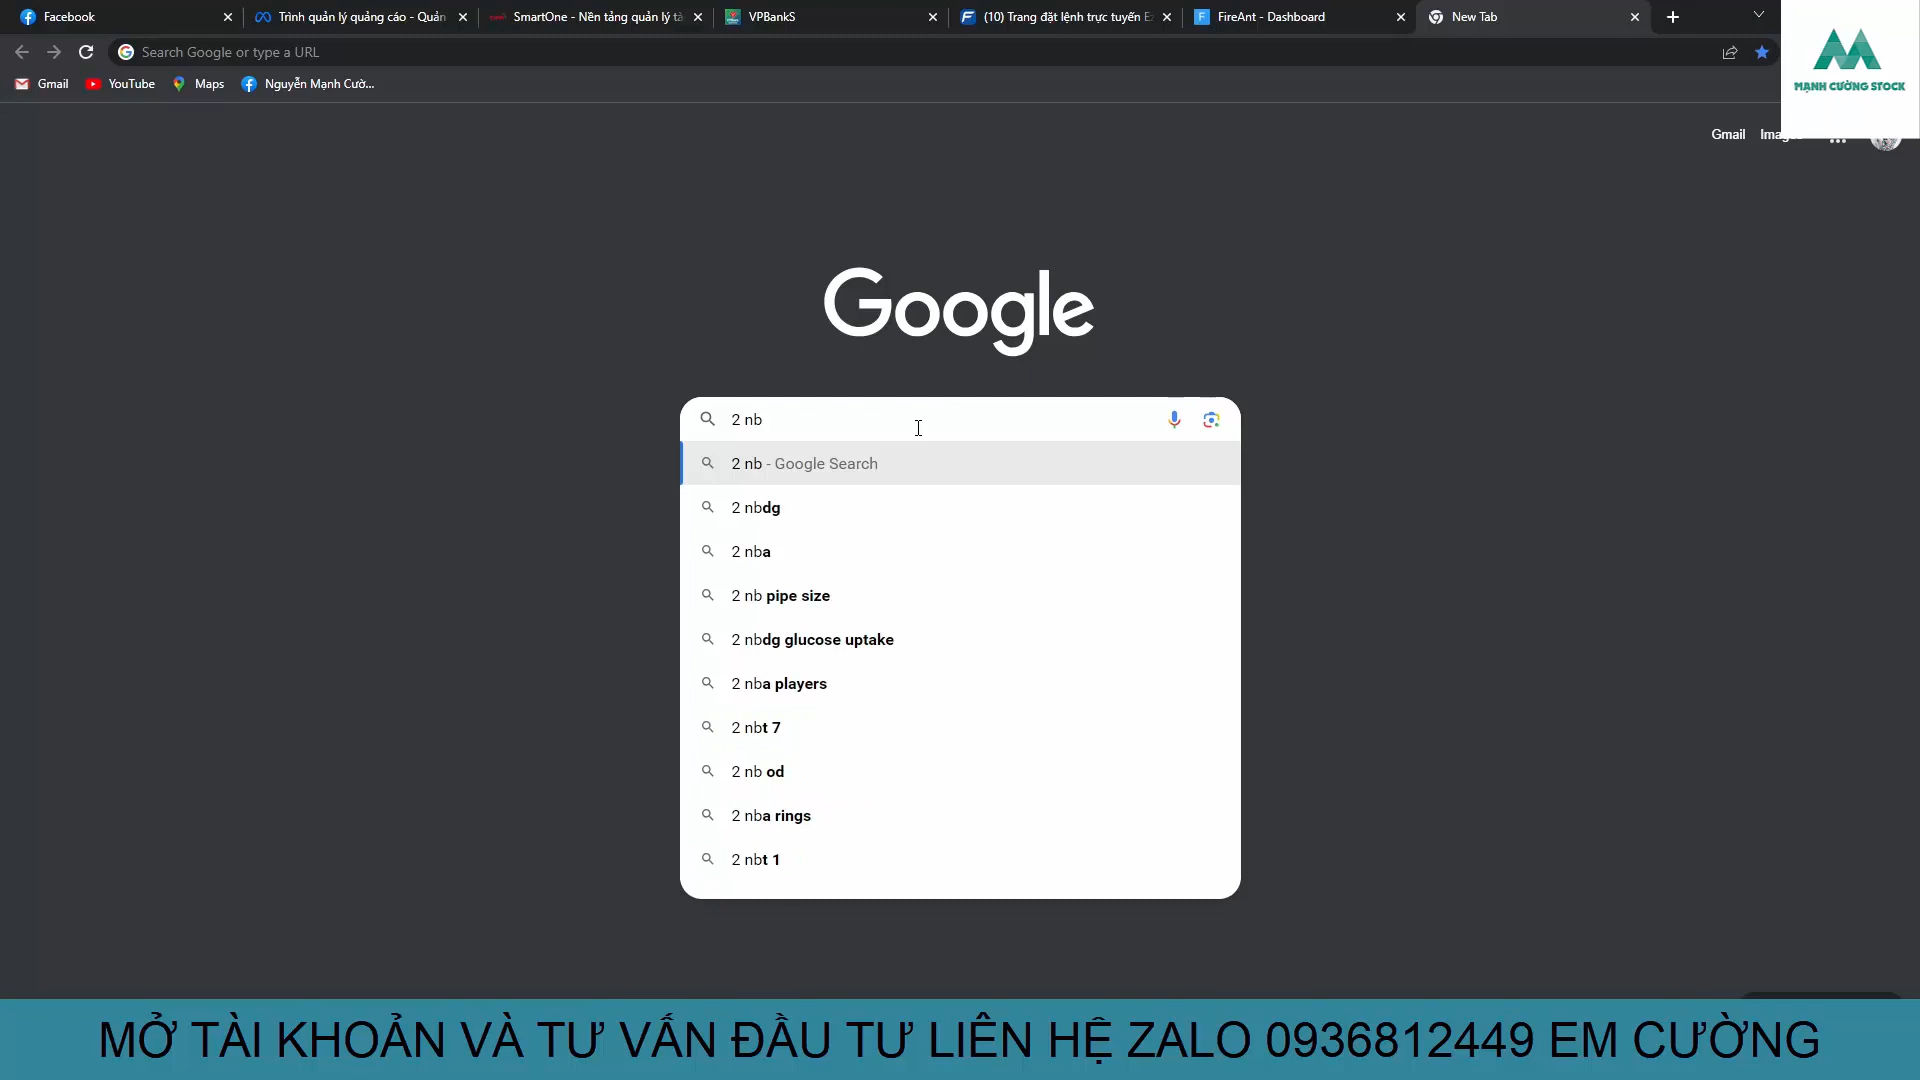 Facebook
Trình quản lý quảng cáo - Quản
SmartOne - Nền tảng quản lý tà
VPBankS
(10) Trang đặt lệnh trực tuyến Ez
FireAnt - Dashboard
New Tab
Search Google or type a URL
MẠNH CƯỜNG STOCK
Gmail
YouTube
Maps
Nguyễn Mạnh Cườ...
Gmail
Images
Google
2 nb
2 nb - Google Search
2 nbdg
2 nba
2 nb pipe size
2 nbdg glucose uptake
2 nba players
2 nbt 7
2 nb od
2 nba rings
2 nbt 1
MỞ TÀI KHOẢN VÀ TƯ VẤN ĐẦU TƯ LIÊN HỆ ZALO 0936812449 EM CƯỜNG